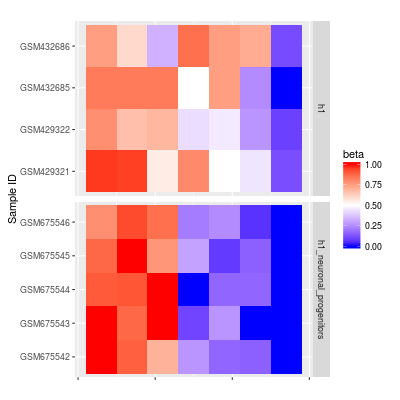 GSM432686
GSM432685
GSM429322
GSM429321
h1
GSM675546
GSM675545
GSM675544
GSM675543
GSM675542
h1_neuronal_progenitors
Sample ID
beta
1.00
0.75
0.50
0.25
0.00